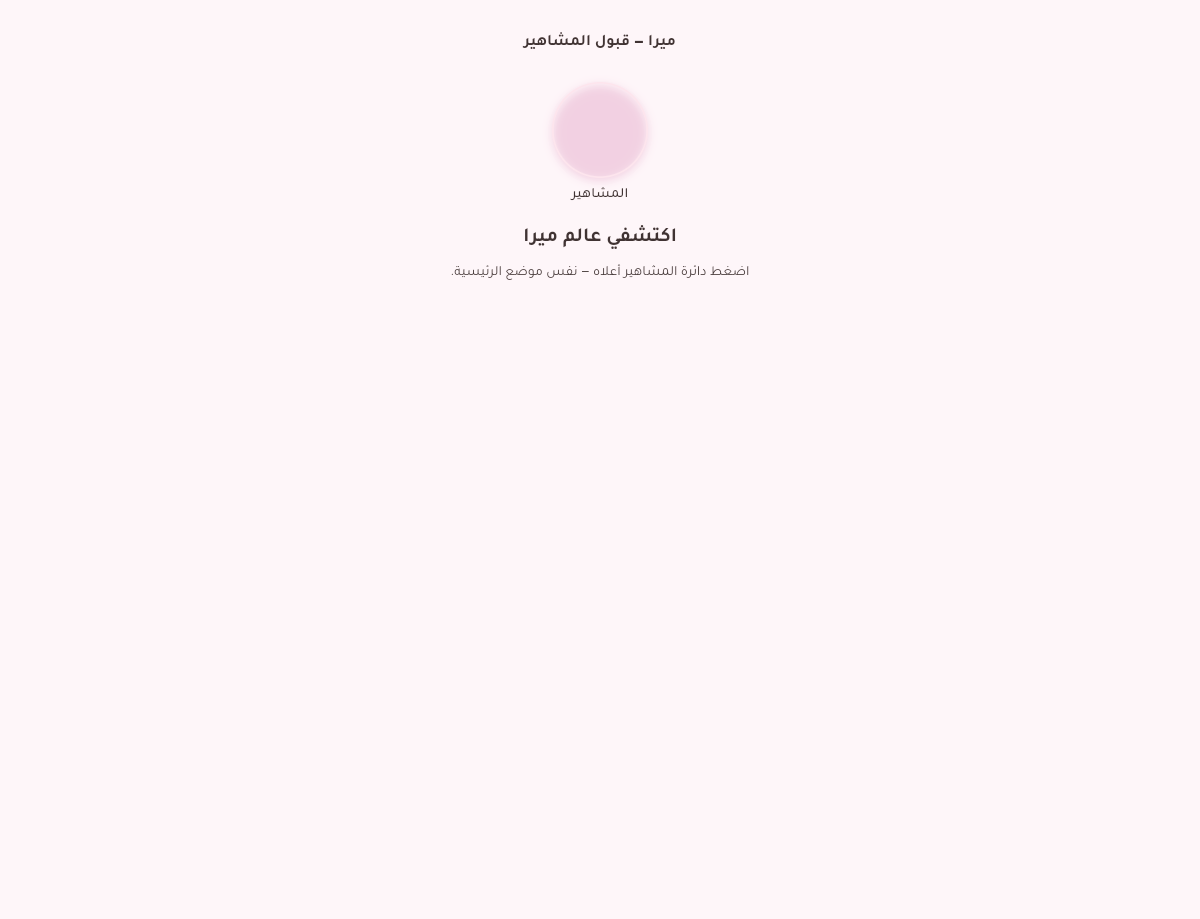 ميرا — قبول المشاهير
المشاهير
اكتشفي عالم ميرا
اضغط دائرة المشاهير أعلاه — نفس موضع الرئيسية.